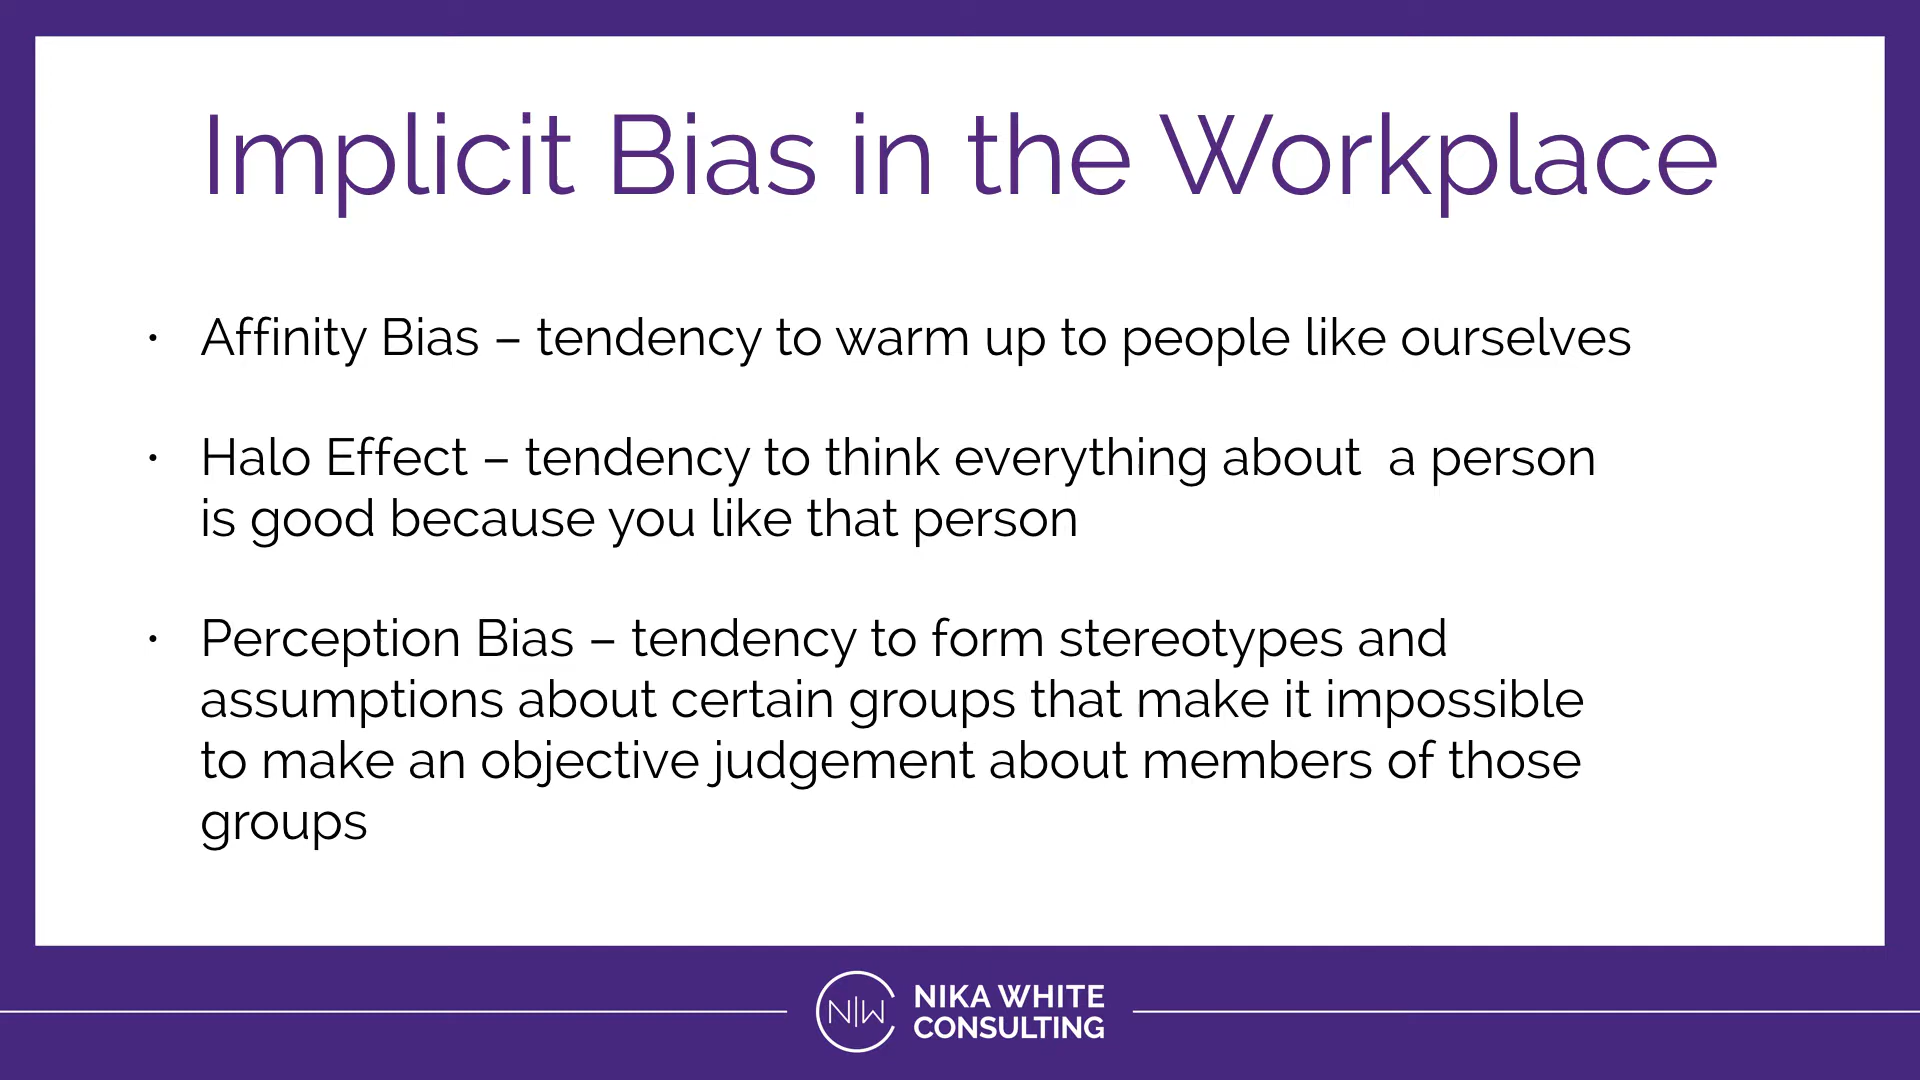 Implicit Bias in the Workplace
• Affinity Bias – tendency to warm up to people like ourselves
• Halo Effect – tendency to think everything about  a person
is good because you like that person
• Perception Bias – tendency to form stereotypes and
assumptions about certain groups that make it impossible
to make an objective judgement about members of those
groups
N|W
NIKA WHITE
CONSULTING